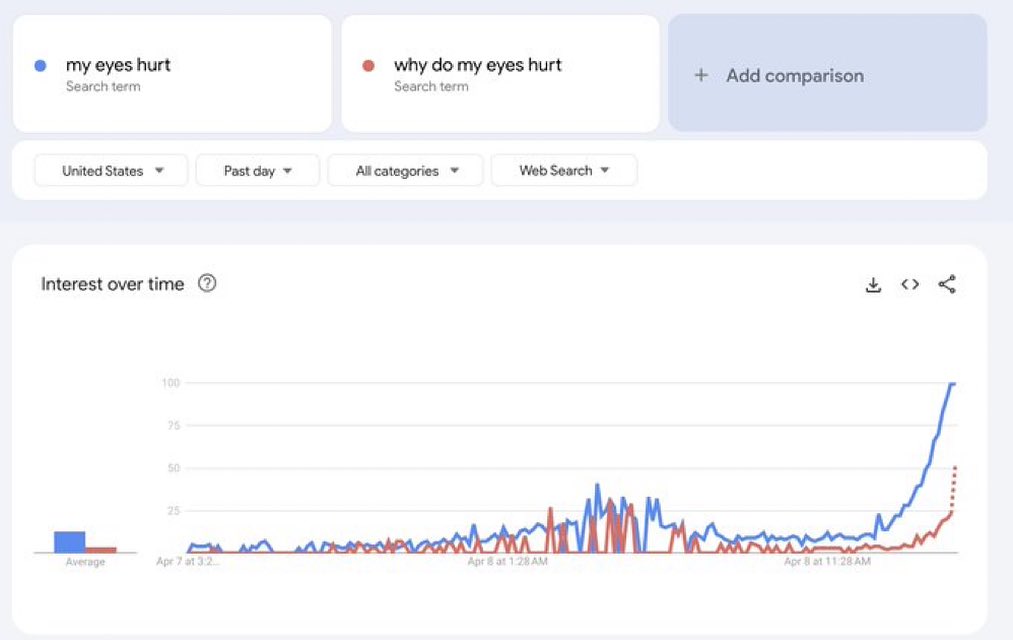 my eyes hurt
Search term
why do my eyes hurt
Search term
+ Add comparison
United States
Past day
All categories
Web Search
Interest over time
100
75
50
25
Average
Apr 7 at 3:2...
Apr 8 at 1:28 AM
Apr 8 at 11:28 AM